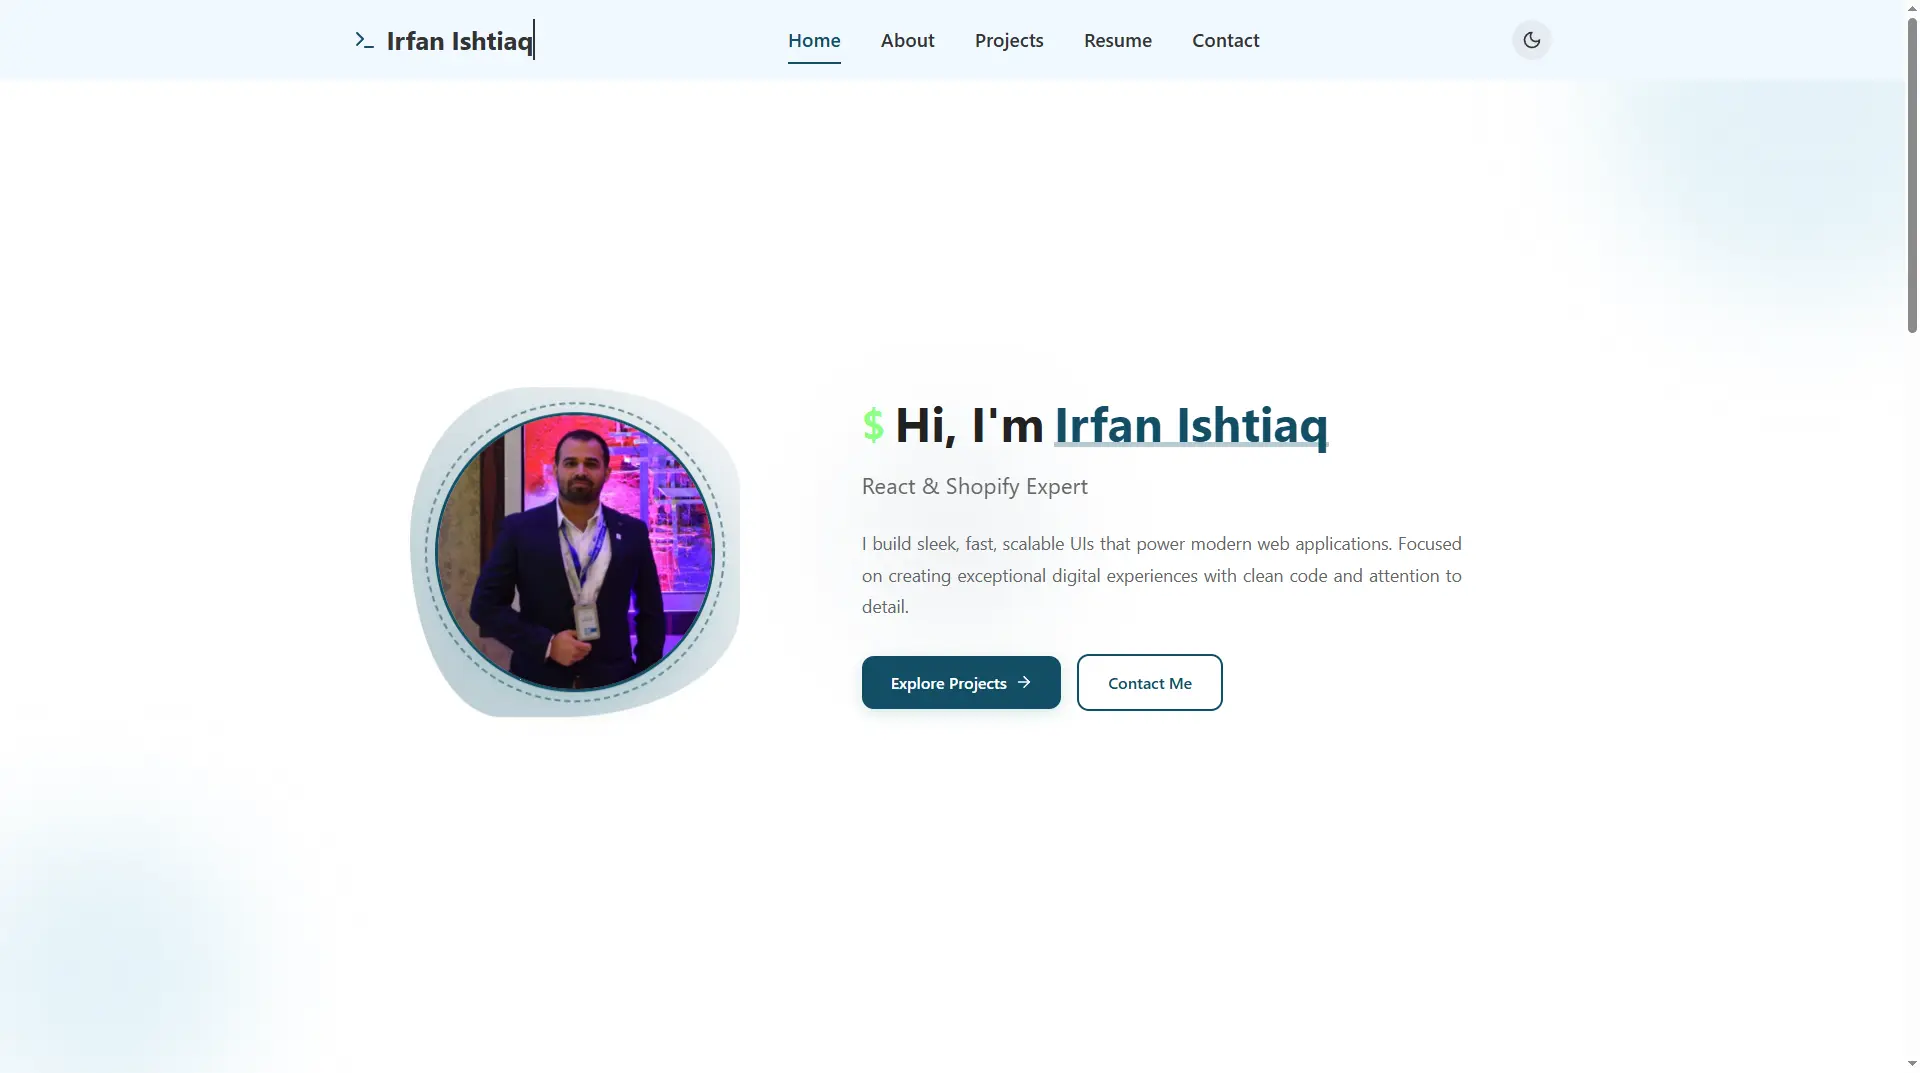 Irfan Ishtiaq
Home
About
Projects
Resume
Contact
$ Hi, I'm Irfan Ishtiaq
React & Shopify Expert
I build sleek, fast, scalable UIs that power modern web applications. Focused
on creating exceptional digital experiences with clean code and attention to
detail.
Explore Projects →
Contact Me